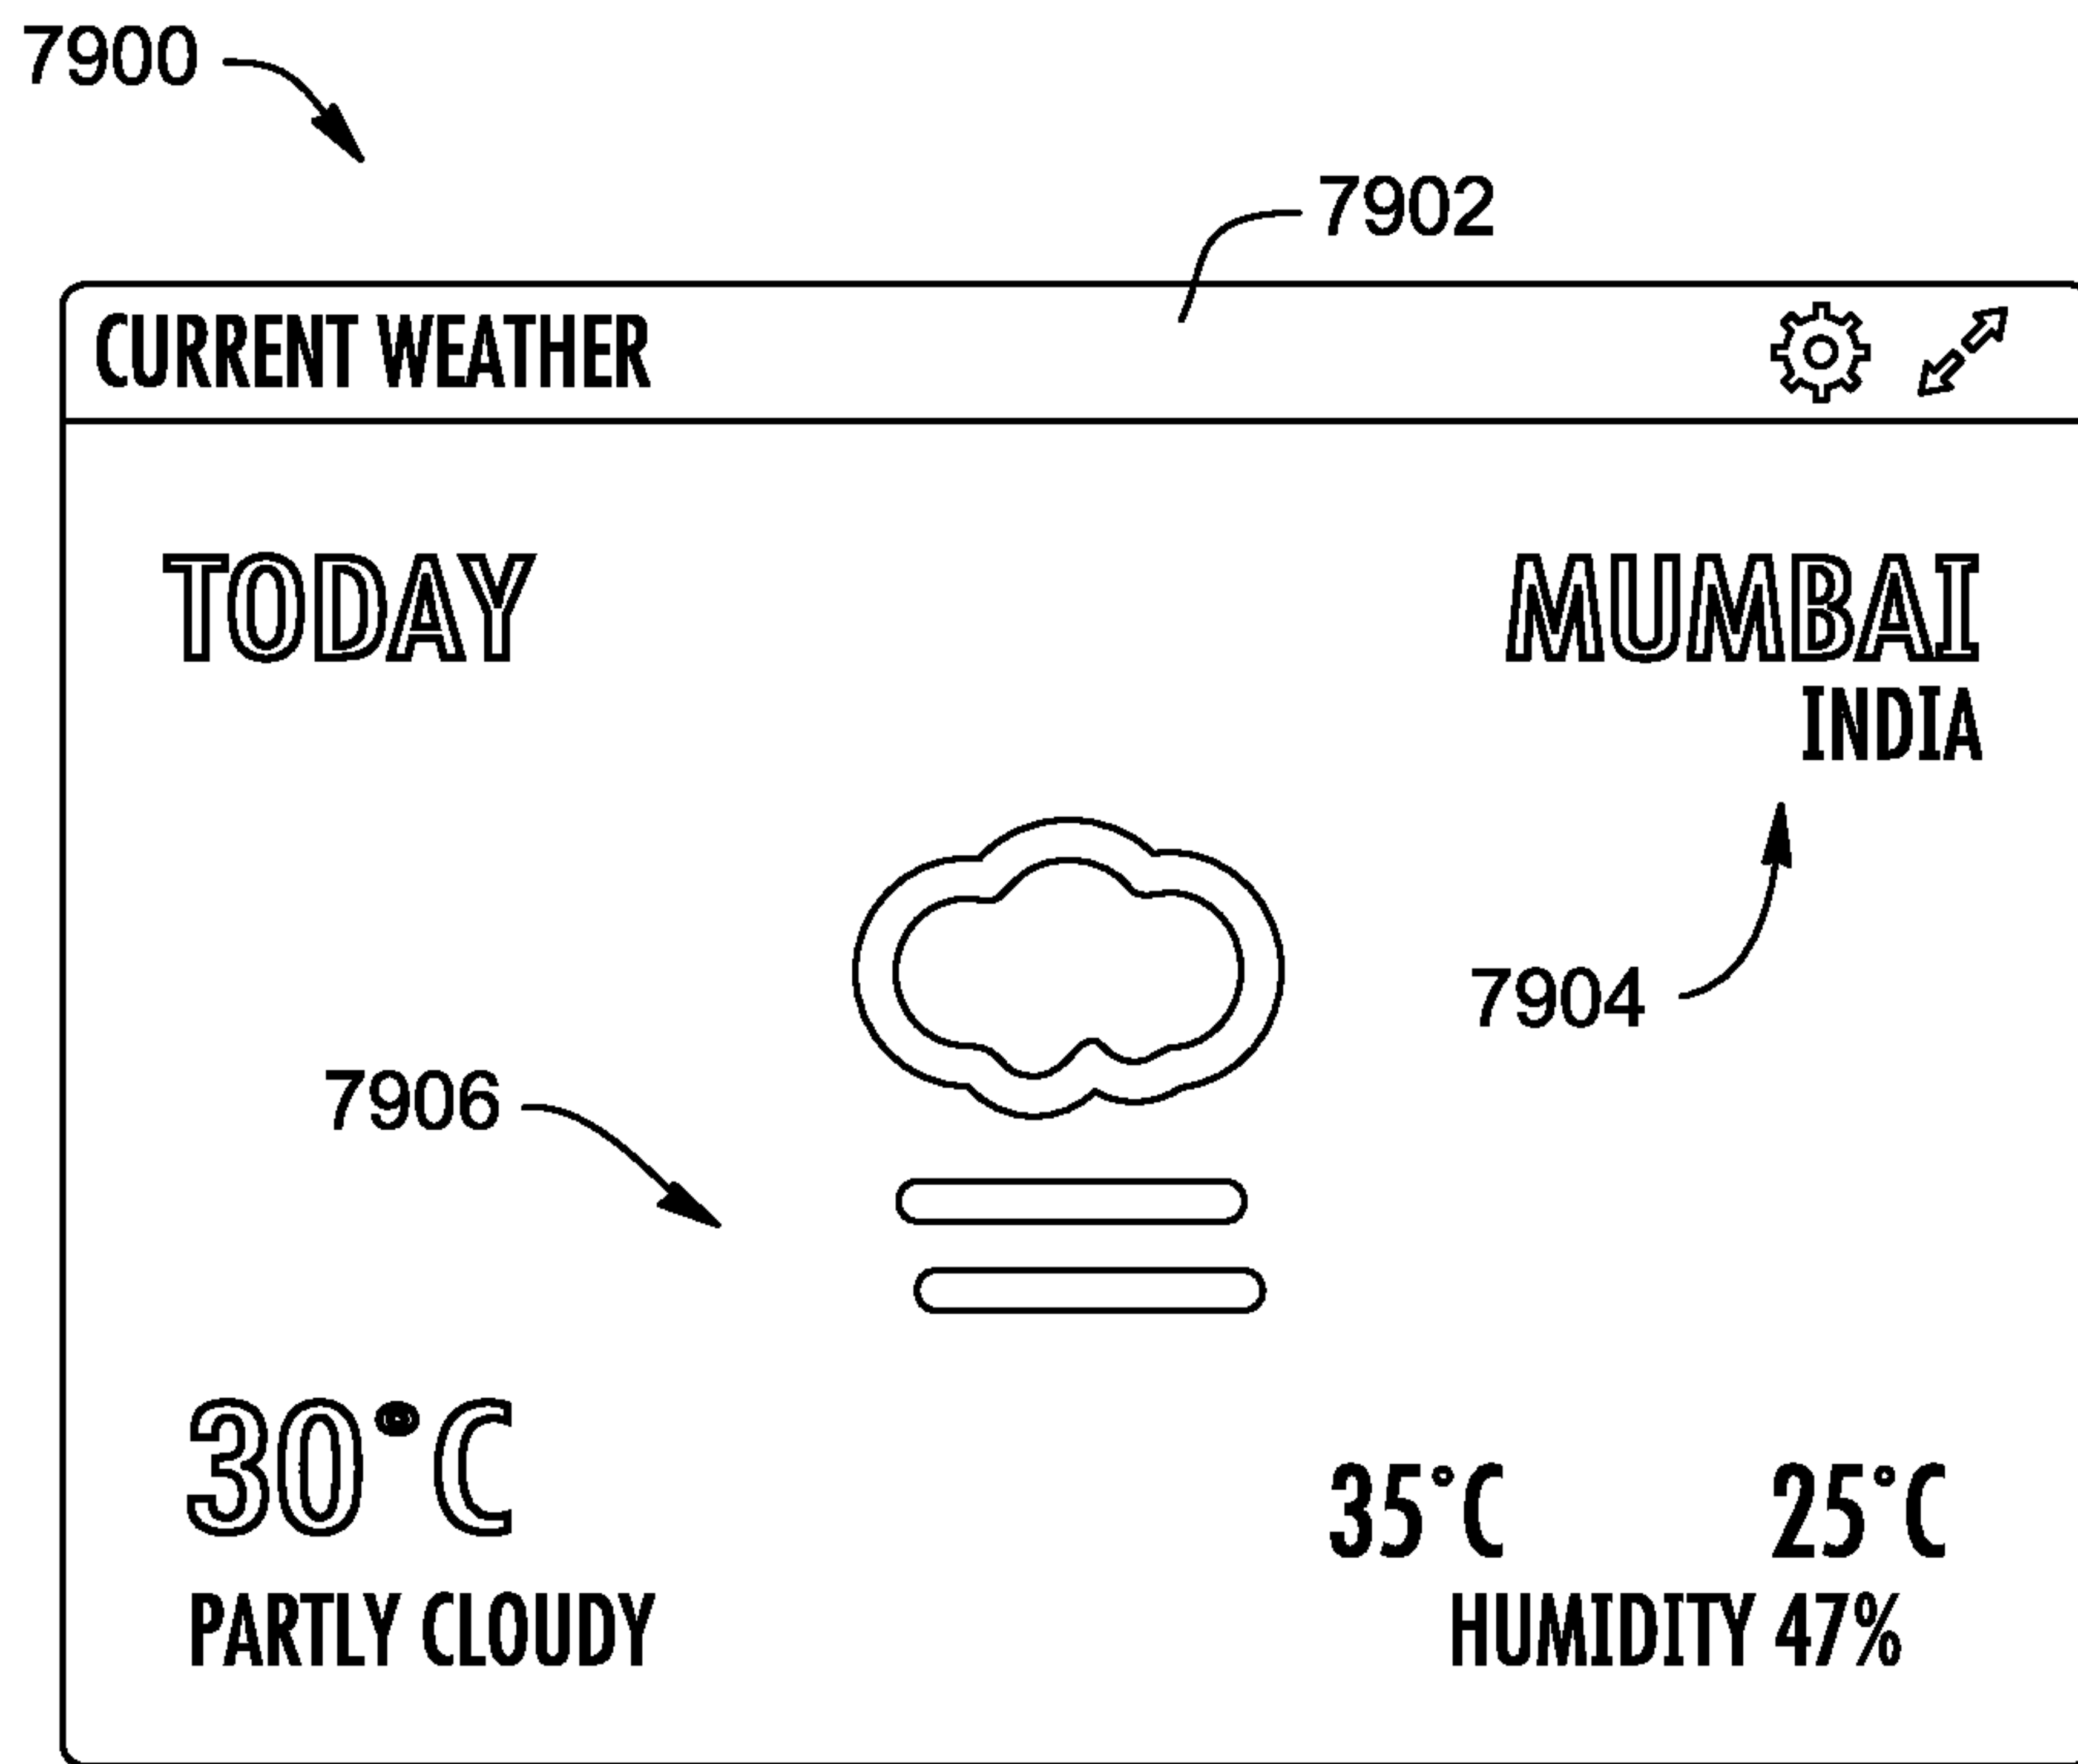 7900
7902
CURRENT WEATHER
TODAY
MUMBAI
INDIA
7904
7906
30°C
35°C 25°C
PARTLY CLOUDY
HUMIDITY 47%